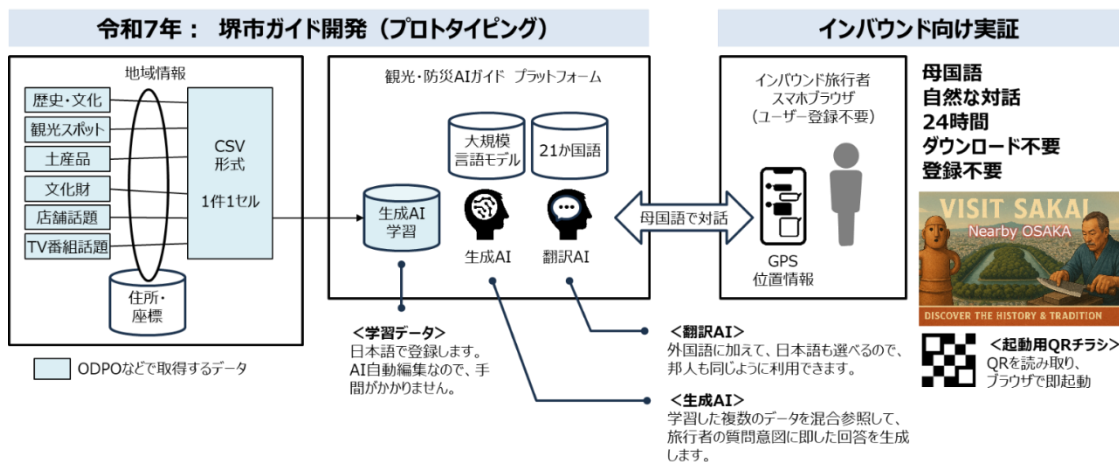 令和7年： 堺市ガイド開発（プロトタイピング）
インバウンド向け実証
地域情報
歴史・文化
観光スポット
土産品
文化財
店舗話題
TV番組話題
CSV
形式
1件1セル
住所・
座標
ODPOなどで取得するデータ
観光・防災AIガイド プラットフォーム
大規模
言語モデル
21か国語
生成AI
学習
生成AI
翻訳AI
母国語で対話
インバウンド旅行者
スマホブラウザ
（ユーザー登録不要）
GPS
位置情報
母国語
自然な対話
24時間
ダウンロード不要
登録不要
VISIT SAKAI
Nearby OSAKA
DISCOVER THE HISTORY & TRADITION
＜起動用QRチラシ＞
QRを読み取り、
ブラウザで即起動
＜学習データ＞
日本語で登録します。
AI自動編集なので、手
間がかかりません。
＜翻訳AI＞
外国語に加えて、日本語も選べるので、
邦人も同じように利用できます。
＜生成AI＞
学習した複数のデータを混合参照して、
旅行者の質問意図に即した回答を生成
します。